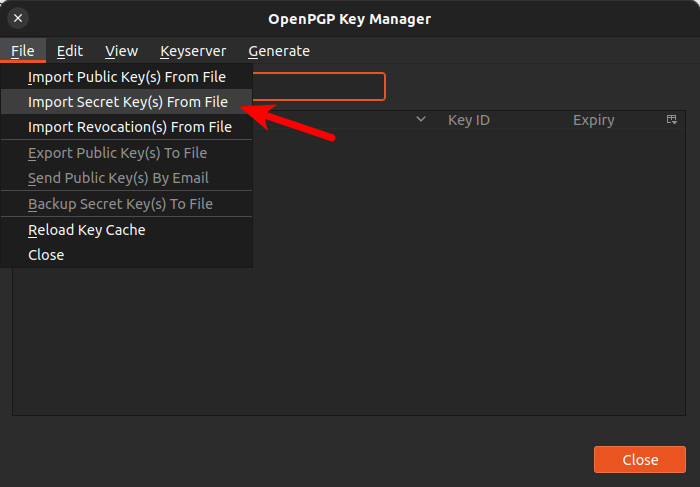 OpenPGP Key Manager
File Edit View Keyserver Generate
Import Public Key(s) From File
Import Secret Key(s) From File
Import Revocation(s) From File
Key ID Expiry
Export Public Key(s) To File
Send Public Key(s) By Email
Backup Secret Key(s) To File
Reload Key Cache
Close
Close